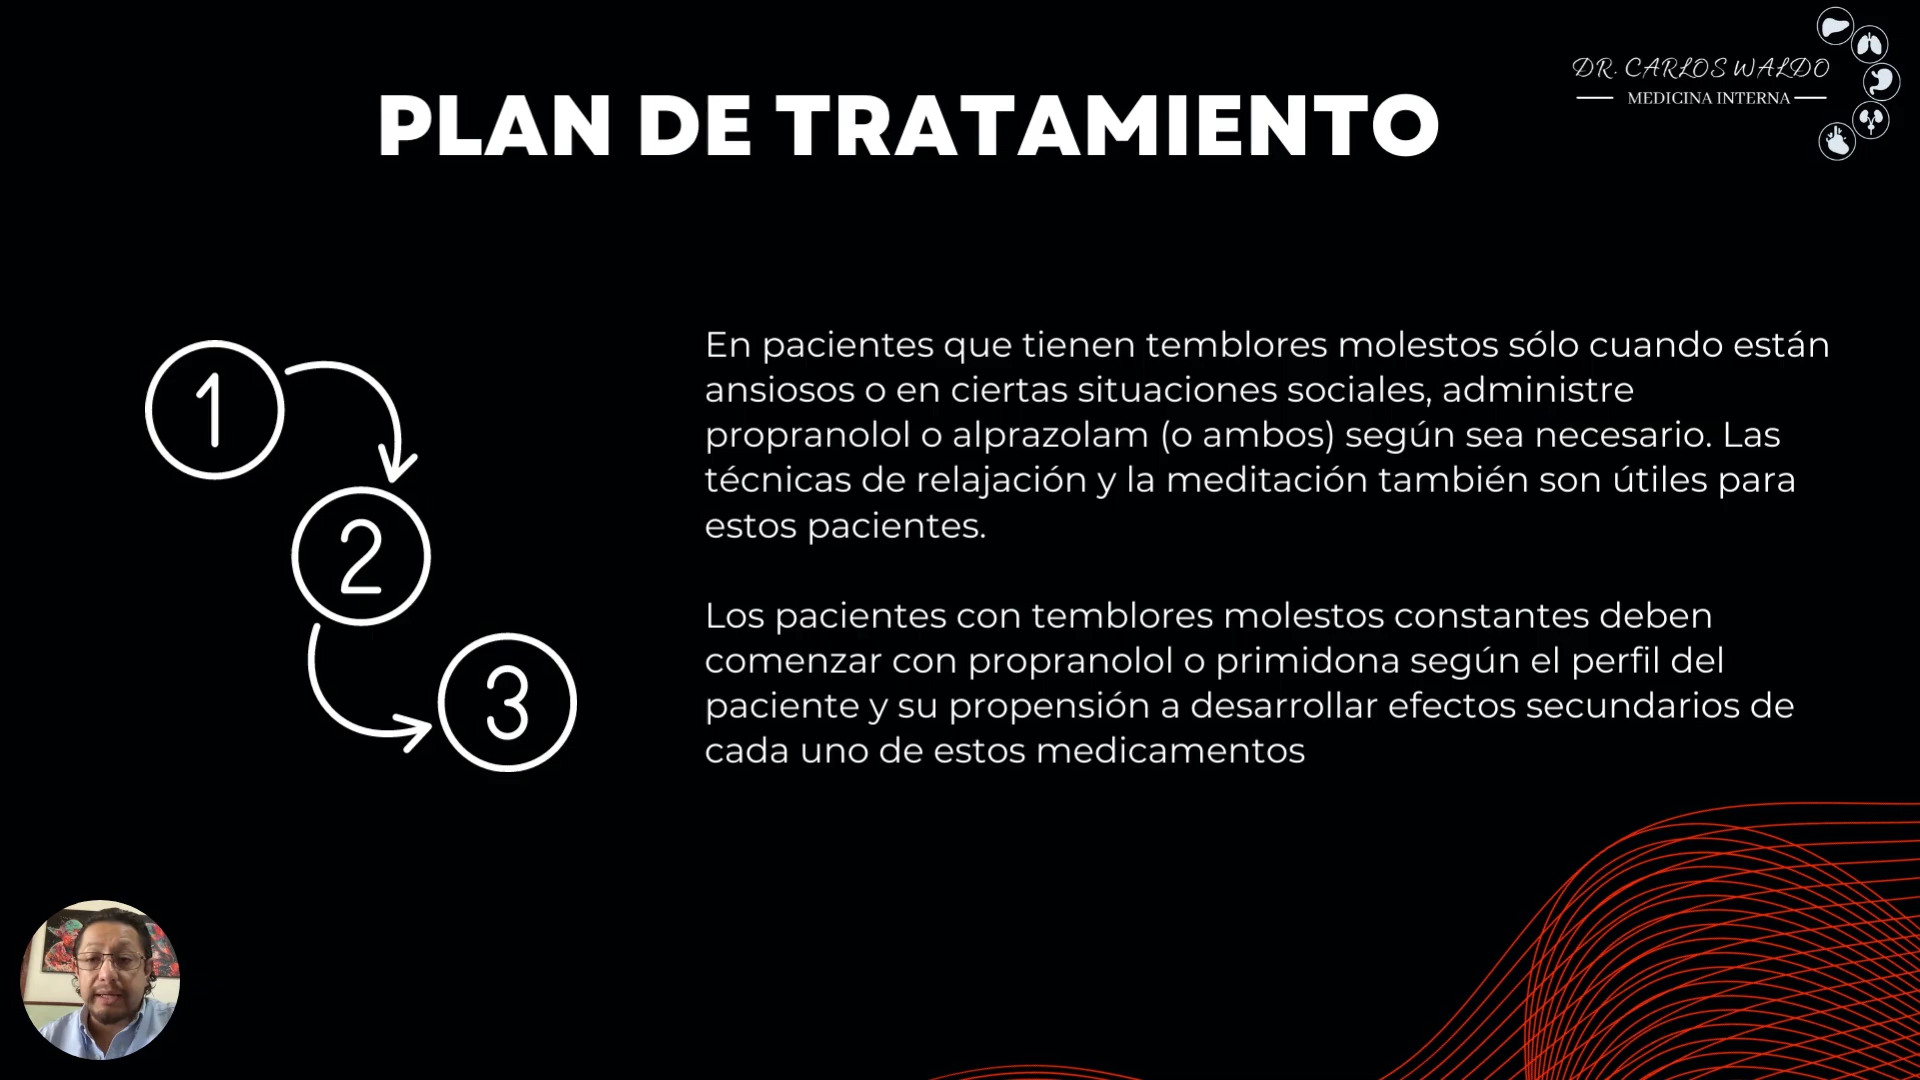 DR. CARLOS WALDO
MEDICINA INTERNA
PLAN DE TRATAMIENTO
1
2
3
En pacientes que tienen temblores molestos sólo cuando están
ansiosos o en ciertas situaciones sociales, administre
propranolol o alprazolam (o ambos) según sea necesario. Las
técnicas de relajación y la meditación también son útiles para
estos pacientes.
Los pacientes con temblores molestos constantes deben
comenzar con propranolol o primidona según el perfil del
paciente y su propensión a desarrollar efectos secundarios de
cada uno de estos medicamentos